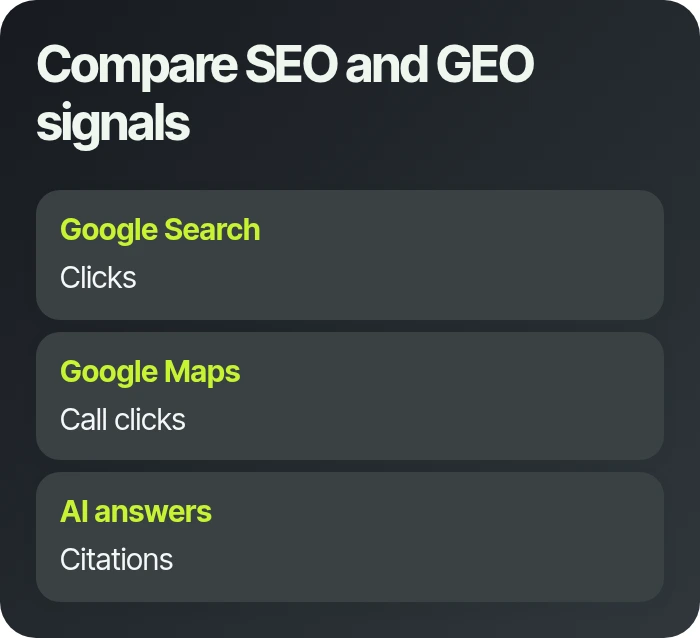 Compare SEO and GEO
signals
Google Search
Clicks
Google Maps
Call clicks
AI answers
Citations